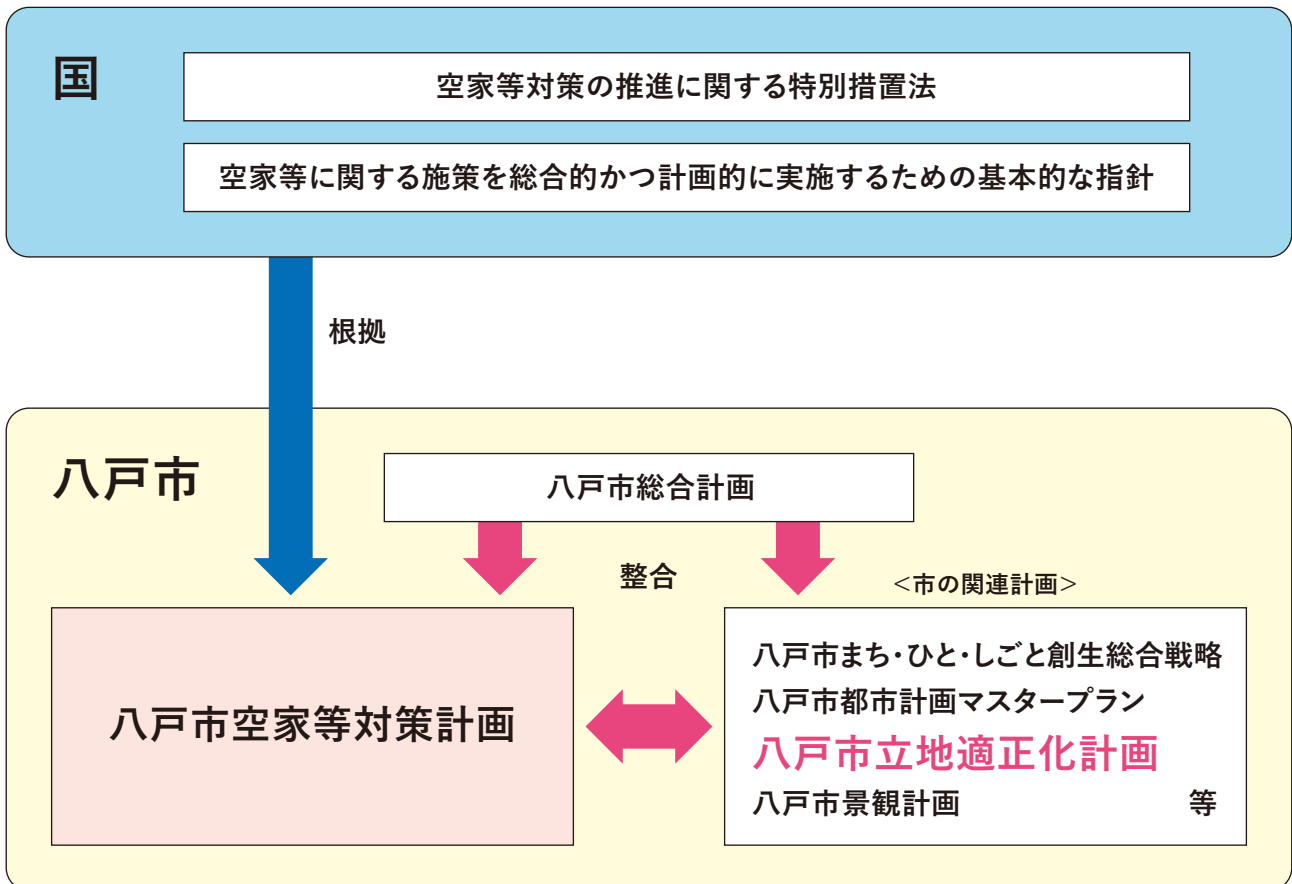 国
空家等対策の推進に関する特別措置法
空家等に関する施策を総合的かつ計画的に実施するための基本的な指針
根拠
八戸市
八戸市総合計画
整合
<市の関連計画>
八戸市空家等対策計画
八戸市まち・ひと・しごと創生総合戦略
八戸市都市計画マスタープラン
八戸市立地適正化計画
八戸市景観計画 等